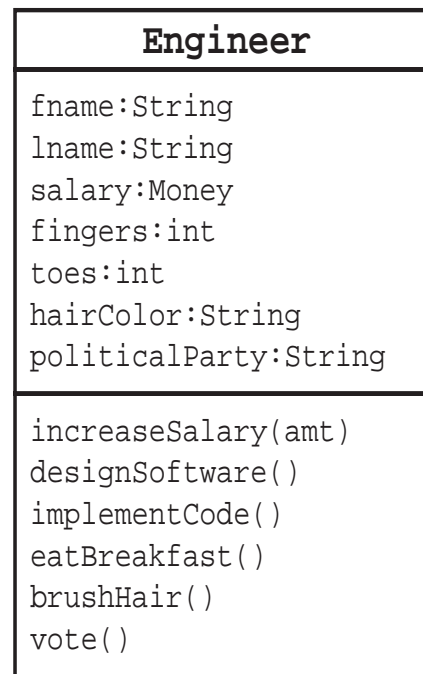 Engineer
fname:String
lname:String
salary:Money
fingers:int
toes:int
hairColor:String
politicalParty:String
increaseSalary(amt)
designSoftware()
implementCode()
eatBreakfast()
brushHair()
vote()